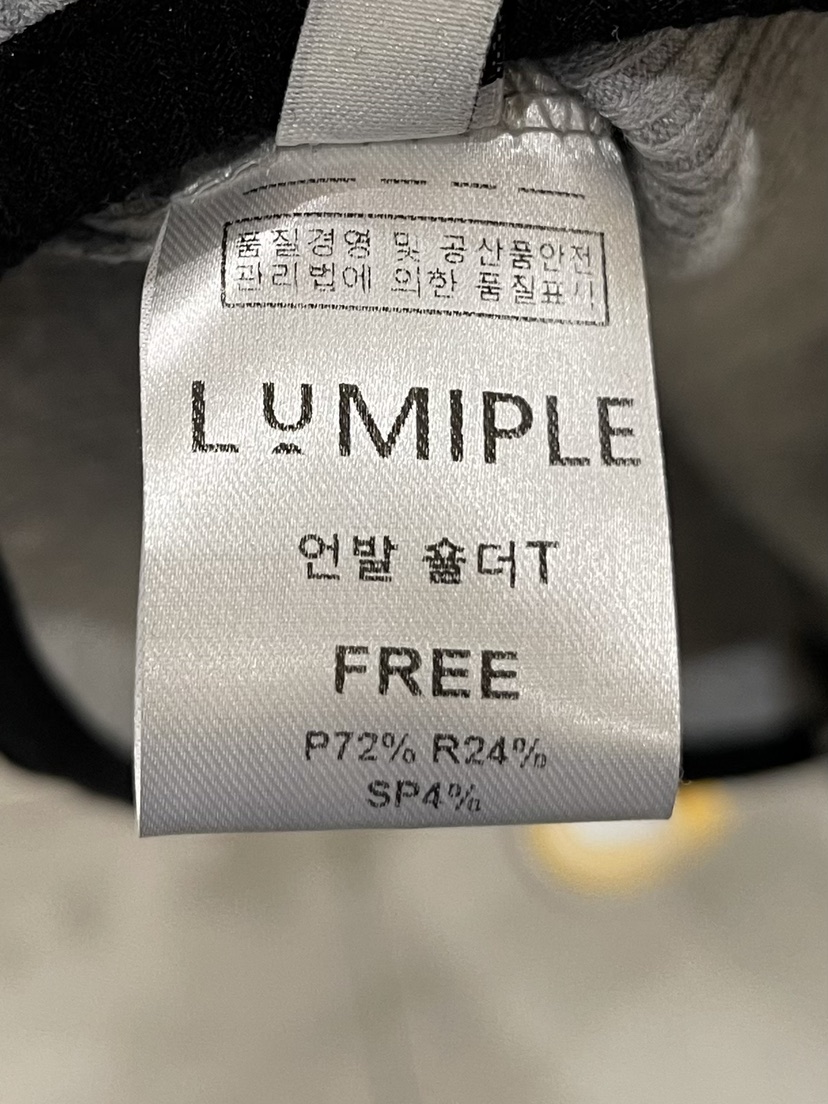 품질경영 및 공산품안전
관리법에 의한 품질표시
LUMIPLE
언발 숄더T
FREE
P72% R24%
SP4%